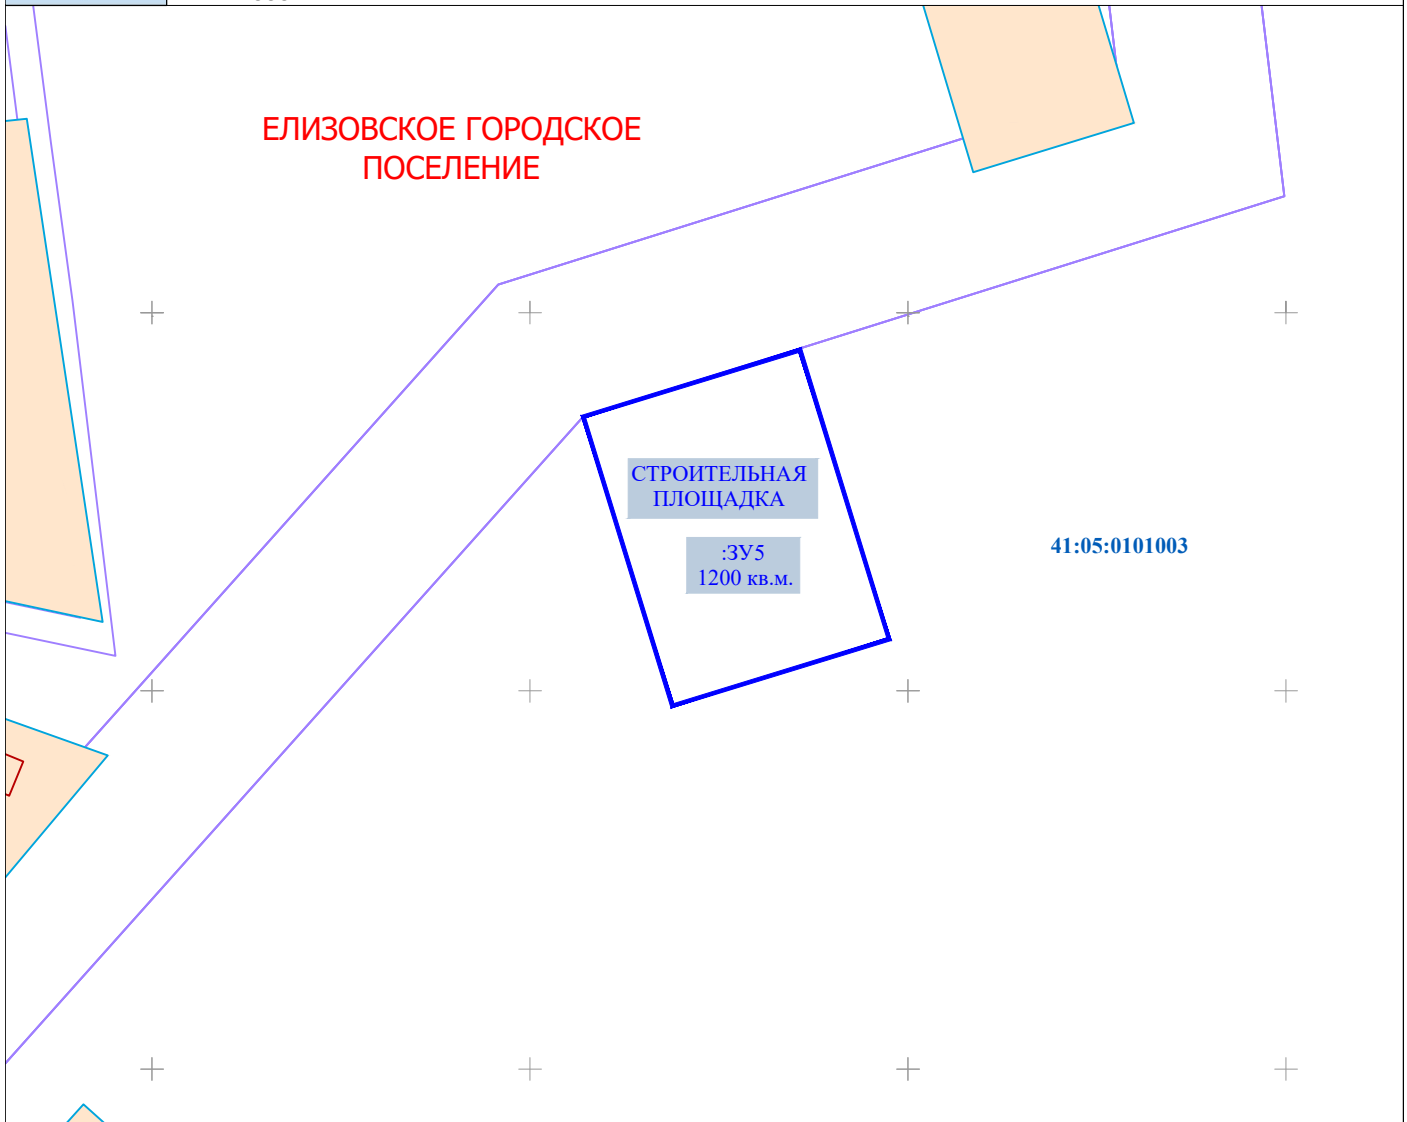 ЕЛИЗОВСКОЕ ГОРОДСКОЕ
ПОСЕЛЕНИЕ
СТРОИТЕЛЬНАЯ
ПЛОЩАДКА
:ЗУ5
1200 кв.м.
41:05:0101003